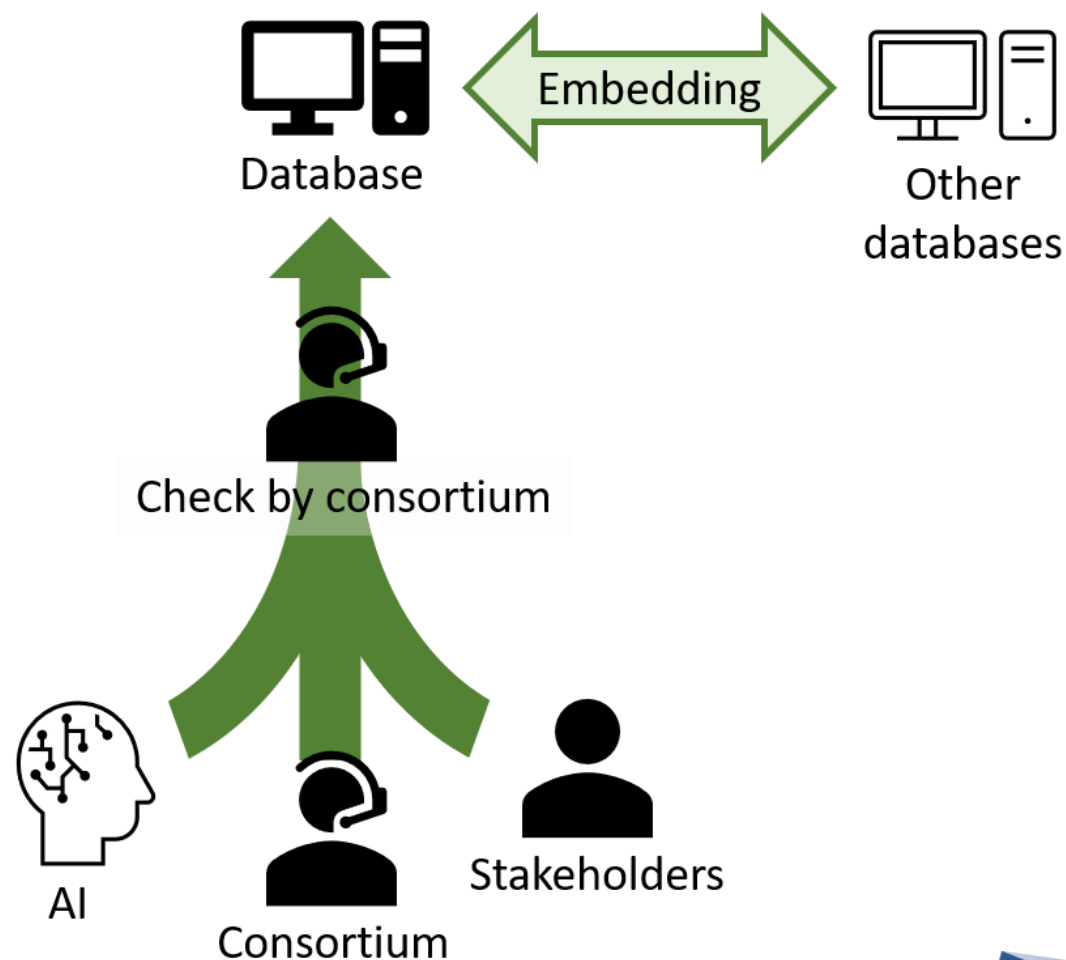 Embedding
Database
Other
databases
Check by consortium
AI
Stakeholders
Consortium